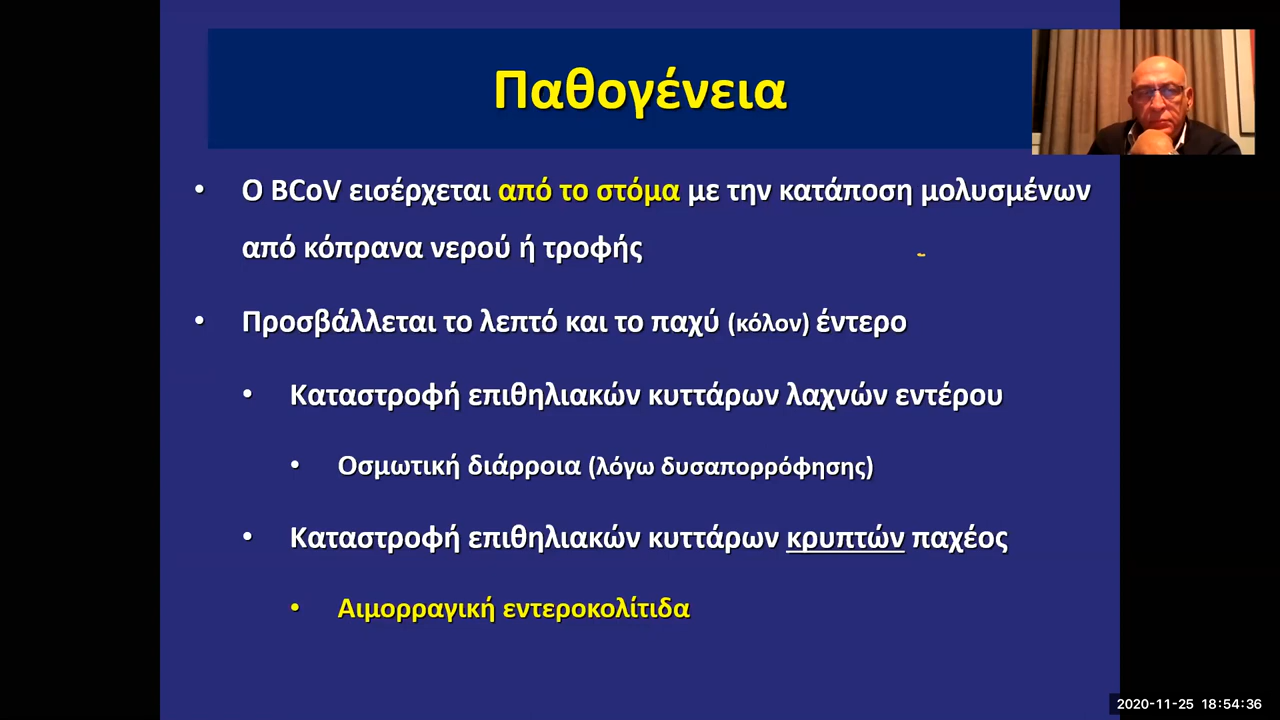 Παθογένεια
• Ο BCoV εισέρχεται από το στόμα με την κατάποση μολυσμένων
από κόπρανα νερού ή τροφής
• Προσβάλλεται το λεπτό και το παχύ (κόλον) έντερο
• Καταστροφή επιθηλιακών κυττάρων λαχνών εντέρου
• Οσμωτική διάρροια (λόγω δυσαπορρόφησης)
• Καταστροφή επιθηλιακών κυττάρων κρυπτών παχέος
• Αιμορραγική εντεροκολίτιδα
2020-11-25 18:54:36